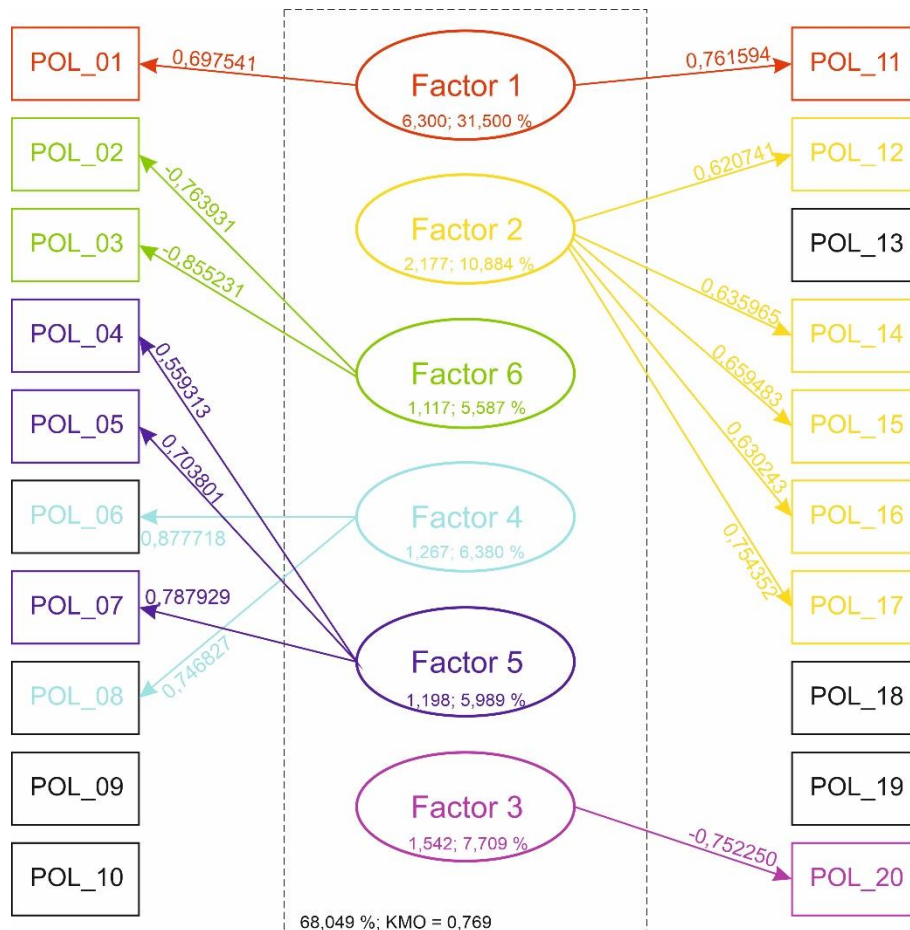 POL_01
0,697541
Factor 1
6,300; 31,500 %
0,761594
POL_11
POL_02
-0,763931
0,620741
POL_12
POL_03
-0,855231
Factor 2
2,177; 10,884 %
POL_13
POL_04
0,559313
Factor 6
1,117; 5,587 %
0,635965
POL_14
POL_05
0,703801
0,659483
POL_15
POL_06
0,877718
Factor 4
1,267; 6,380 %
0,630243
POL_16
POL_07
0,787929
0,754352
POL_17
POL_08
0,746827
Factor 5
1,198; 5,989 %
POL_18
POL_09
Factor 3
1,542; 7,709 %
POL_19
POL_10
-0,752250
POL_20
68,049 %; KMO = 0,769